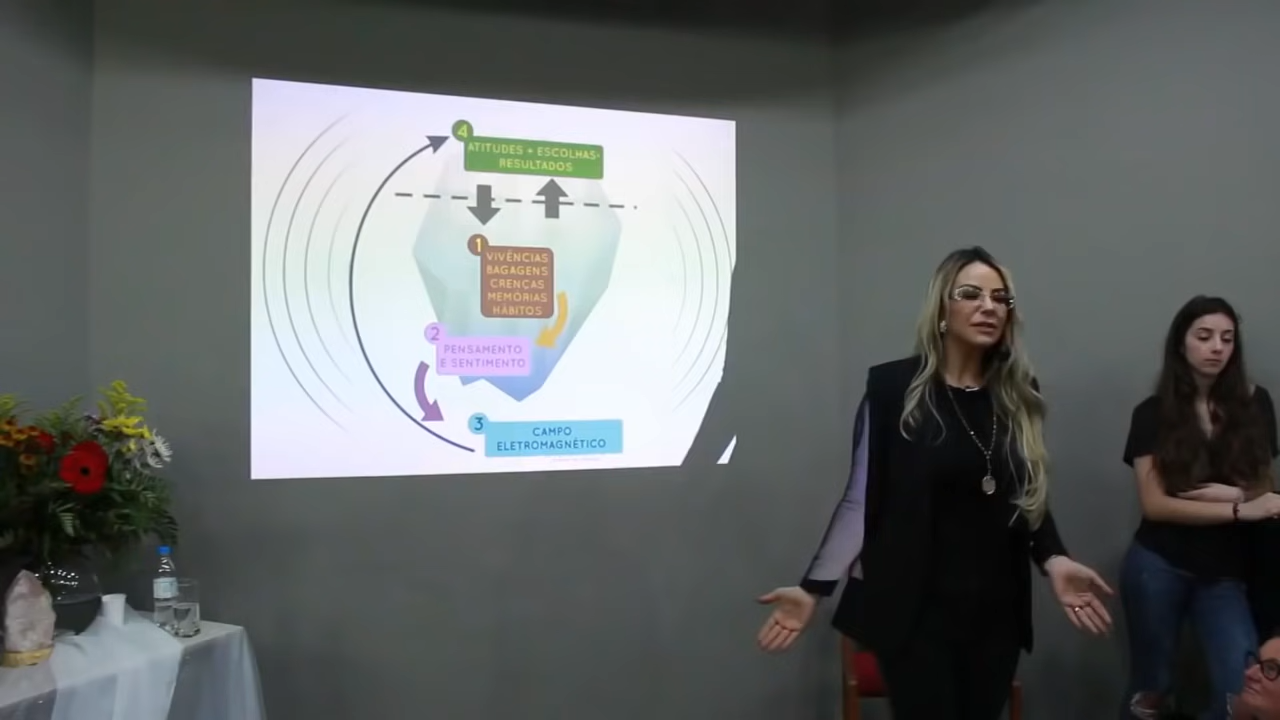 4
ATITUDES + ESCOLHAS=
RESULTADOS
1
VIVÊNCIAS
BAGAGENS
CRENÇAS
MEMÓRIAS
HÁBITOS
2
PENSAMENTO
E SENTIMENTO
3
CAMPO
ELETROMAGNÉTICO